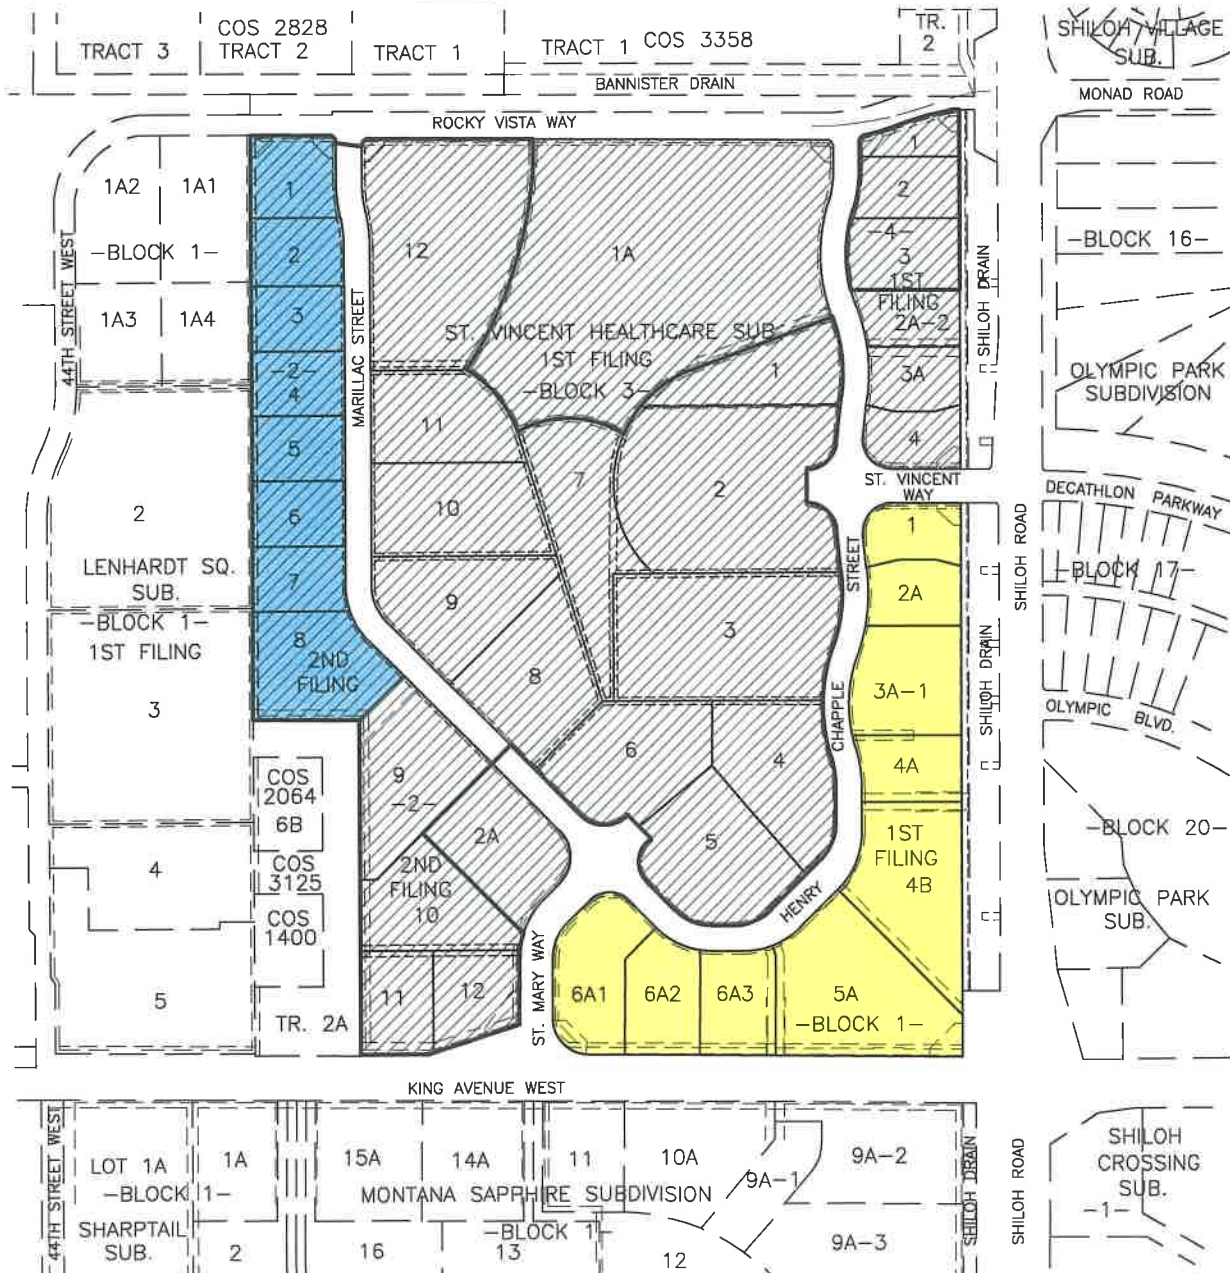 COS 2828
TRACT 3
TRACT 2
TRACT 1
TRACT 1
COS 3358
TR.
2
SHILOH VILLAGE
SUB.
BANNISTER DRAIN
MONAD ROAD
ROCKY VISTA WAY
1A2
1A1
-BLOCK 1-
1A3
1A4
44TH STREET WEST
1
2
3
-2-
4
5
6
7
8
2ND
FILING
MARILLAC STREET
12
1A
ST. VINCENT HEALTHCARE SUB
1ST FILING
-BLOCK 3-
1
11
10
7
2
9
8
3
6
4
5
1
2
-4-
3
1ST
FILING
2A-2
3A
4
SHILOH DRAIN
-BLOCK 16-
OLYMPIC PARK
SUBDIVISION
ST. VINCENT
WAY
DECATHLON PARKWAY
-BLOCK 17-
SHILOH ROAD
OLYMPIC BLVD.
SHILOH DRAIN
1
2A
3A-1
4A
1ST
FILING
4B
HENRY CHAPPLE STREET
2
LENHARDT SQ.
SUB.
-BLOCK 1-
1ST FILING
3
4
5
COS
2064
6B
COS
3125
COS
1400
TR. 2A
9
-2-
2A
2ND
FILING
10
11
12
ST. MARY WAY
6A1
6A2
6A3
5A
-BLOCK 1-
-BLOCK 20-
OLYMPIC PARK
SUB.
KING AVENUE WEST
44TH STREET WEST
LOT 1A
-BLOCK 1-
SHARPTAIL
SUB.
1A
2
15A
14A
11
10A
9A-1
9A-2
MONTANA SAPPHIRE SUBDIVISION
-BLOCK 1-
16
13
12
9A-3
SHILOH DRAIN
SHILOH ROAD
SHILOH
CROSSING
SUB.
-1-